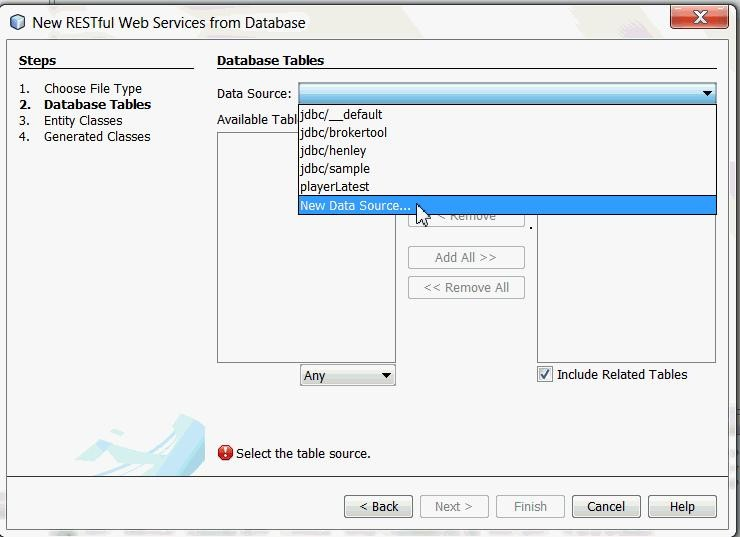 New RESTful Web Services from Database
Steps
1. Choose File Type
2. Database Tables
3. Entity Classes
4. Generated Classes
Database Tables
Data Source:
jdbc/__default
jdbc/brokertool
jdbc/henley
jdbc/sample
playerLatest
New Data Source...
Available Tabl
< Remove
Add All >>
<< Remove All
Any
Include Related Tables
Select the table source.
< Back
Next >
Finish
Cancel
Help